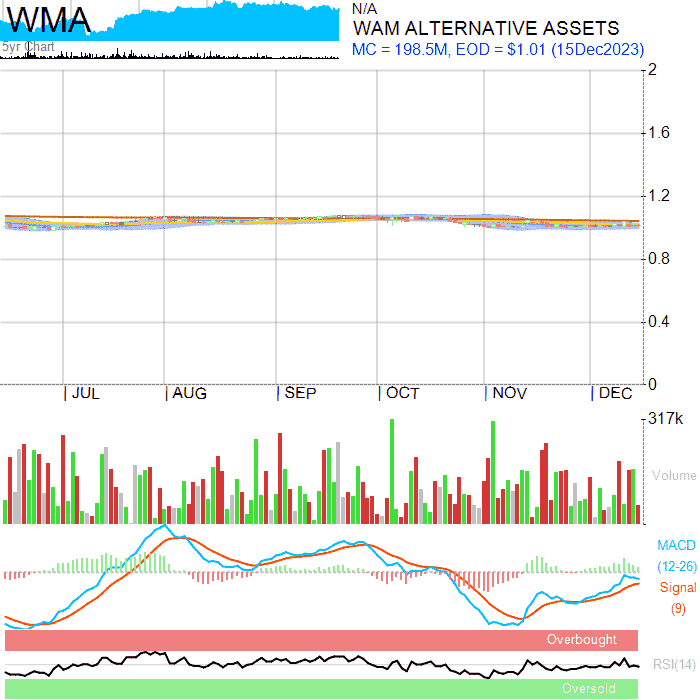 WMA
5yr Chart
N/A
WAM ALTERNATIVE ASSETS
MC = 198.5M, EOD = $1.01 (15Dec2023)
2
1.6
1.2
0.8
0.4
0
JUL AUG SEP OCT NOV DEC
317k
Volume
MACD
(12-26)
Signal
(9)
Overbought
RSI(14)
Oversold